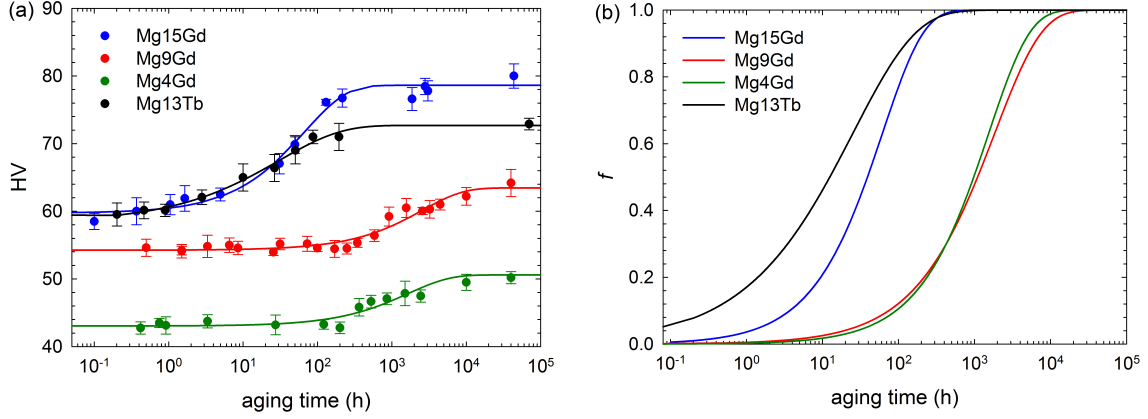 (a)
90
80
70
60
50
40
HV
Mg15Gd
Mg9Gd
Mg4Gd
Mg13Tb
10⁻¹ 10⁰ 10¹ 10² 10³ 10⁴ 10⁵
aging time (h)
(b)
1.0
0.8
0.6
0.4
0.2
0.0
f
Mg15Gd
Mg9Gd
Mg4Gd
Mg13Tb
10⁻¹ 10⁰ 10¹ 10² 10³ 10⁴ 10⁵
aging time (h)